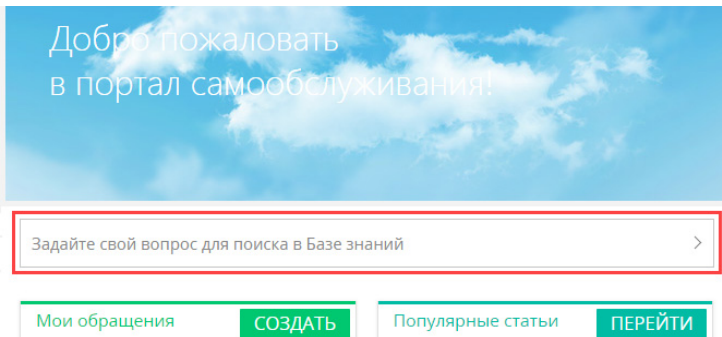 Добро пожаловать
в портал самообслуживания!
Задайте свой вопрос для поиска в Базе знаний
Мои обращения СОЗДАТЬ Популярные статьи ПЕРЕЙТИ